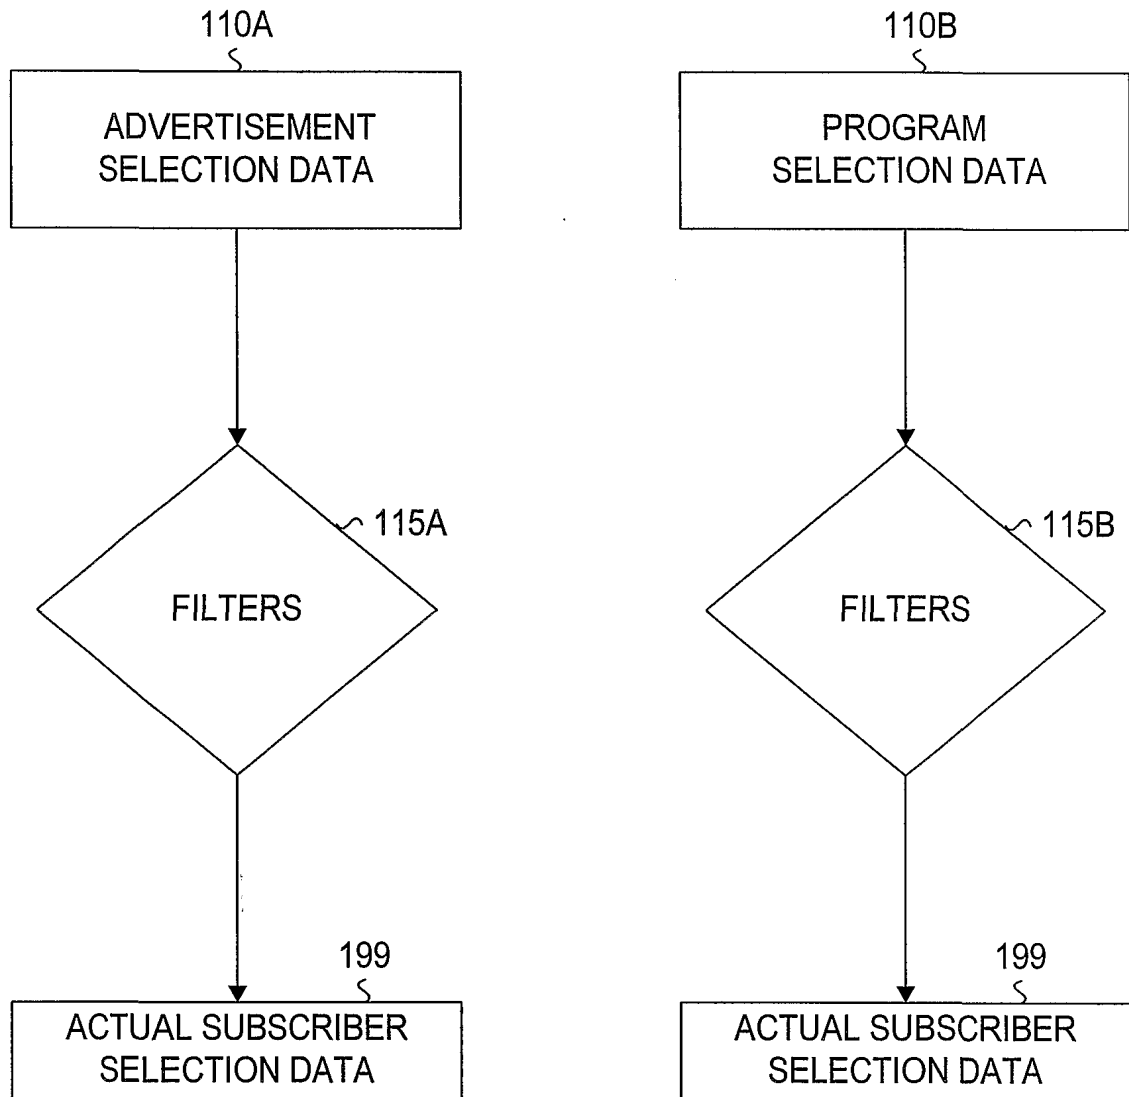 110A
110B
ADVERTISEMENT
SELECTION DATA
PROGRAM
SELECTION DATA
115A
115B
FILTERS
FILTERS
199
199
ACTUAL SUBSCRIBER
SELECTION DATA
ACTUAL SUBSCRIBER
SELECTION DATA